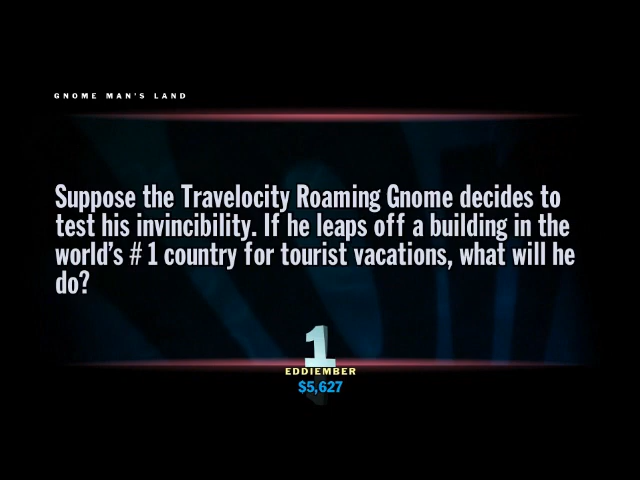 GNOME MAN'S LAND
Suppose the Travelocity Roaming Gnome decides to
test his invincibility. If he leaps off a building in the
world's #1 country for tourist vacations, what will he
do?
1
EDDIEMBER
$5,627